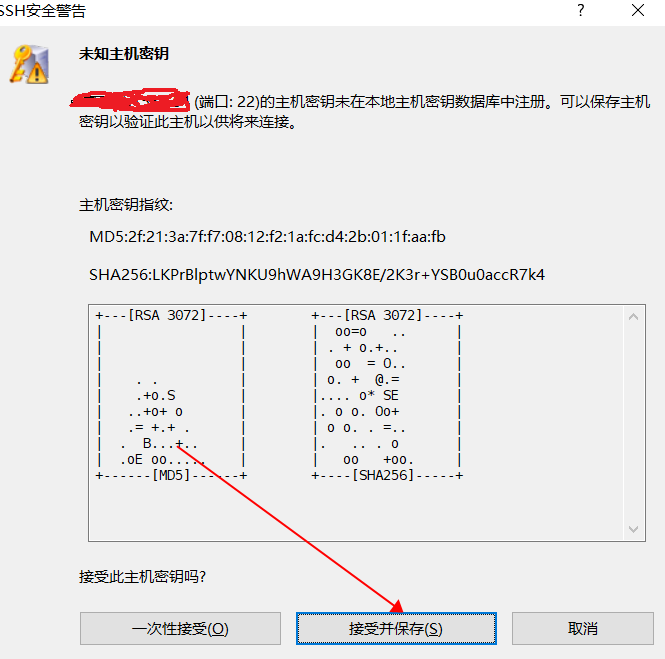 SSH安全警告
未知主机密钥
(端口: 22)的主机密钥未在本地主机密钥数据库中注册。可以保存主机
密钥以验证此主机以供将来连接。
主机密钥指纹:
MD5:2f:21:3a:7f:f7:08:12:f2:1a:fc:d4:2b:01:1f:aa:fb
SHA256:LKPrBlptwYNKU9hWA9H3GK8E/2K3r+YSB0u0accR7k4
+---[RSA 3072]----+        +---[RSA 3072]----+
|                 |        |  oo=o   ..      |
|                 |        | . + o.+..       |
|                 |        |  oo  = O..      |
|    . .          |        | o. +  @.=       |
|    .+o.S        |        |.... o* SE       |
|   ..+o+ o       |        |. o o. Oo+       |
|   .= +.+ .      |        | o o. . =..      |
|  .  B...+..     |        |.   .. . o       |
|  .oE oo.....    |        |   oo   +oo.     |
+------[MD5]------+        +----[SHA256]-----+
接受此主机密钥吗?
一次性接受(O) 接受并保存(S) 取消